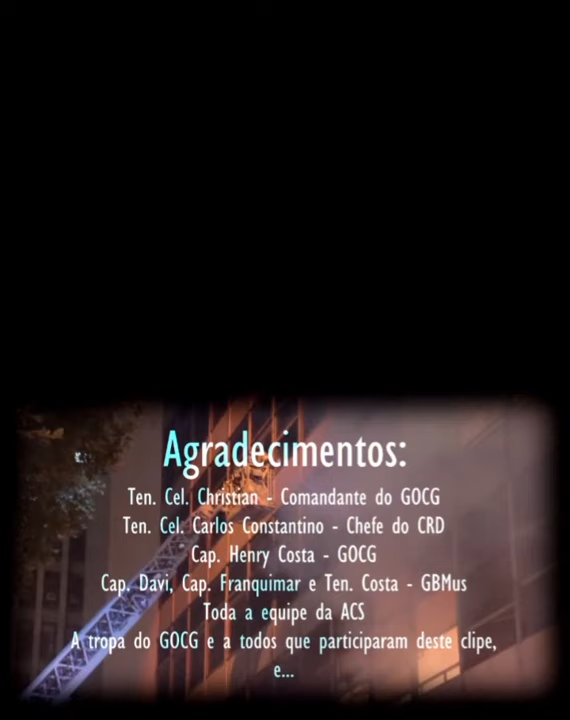 Agradecimentos:
Ten. Cel. Christian - Comandante do GOCG
Ten. Cel. Carlos Constantino - Chefe do CRD
Cap. Henry Costa - GOCG
Cap. Davi, Cap. Franquimar e Ten. Costa - GBMus
Toda a equipe da ACS
A tropa do GOCG e a todos que participaram deste clipe,
e...